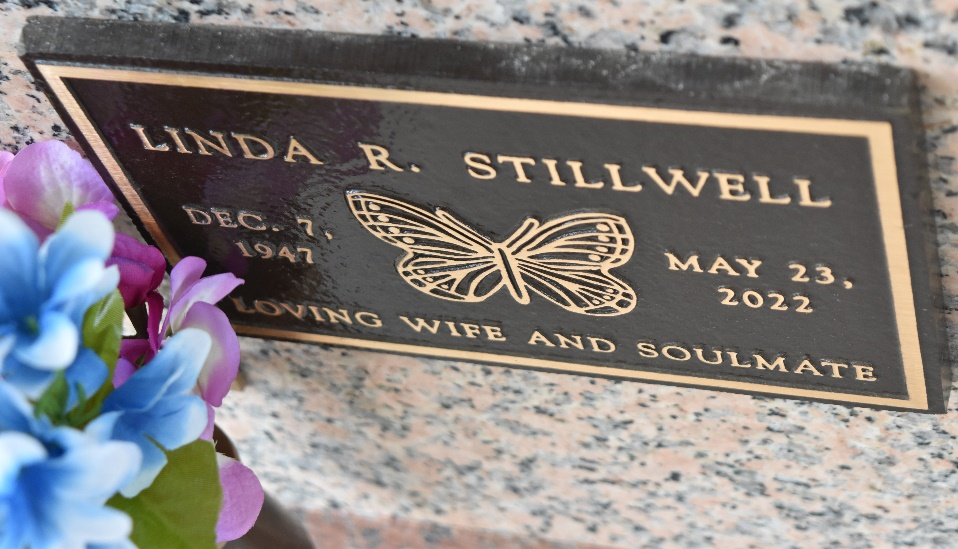 LINDA R. STILLWELL
DEC. 7,
1947
MAY 23,
2022
LOVING WIFE AND SOULMATE